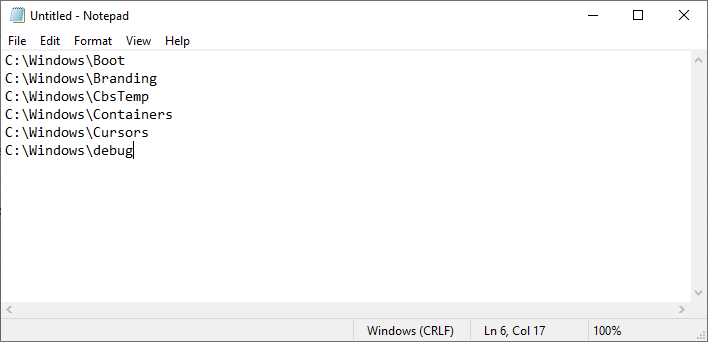 Untitled - Notepad
File Edit Format View Help
C:\Windows\Boot
C:\Windows\Branding
C:\Windows\CbsTemp
C:\Windows\Containers
C:\Windows\Cursors
C:\Windows\debug
Windows (CRLF) Ln 6, Col 17 100%